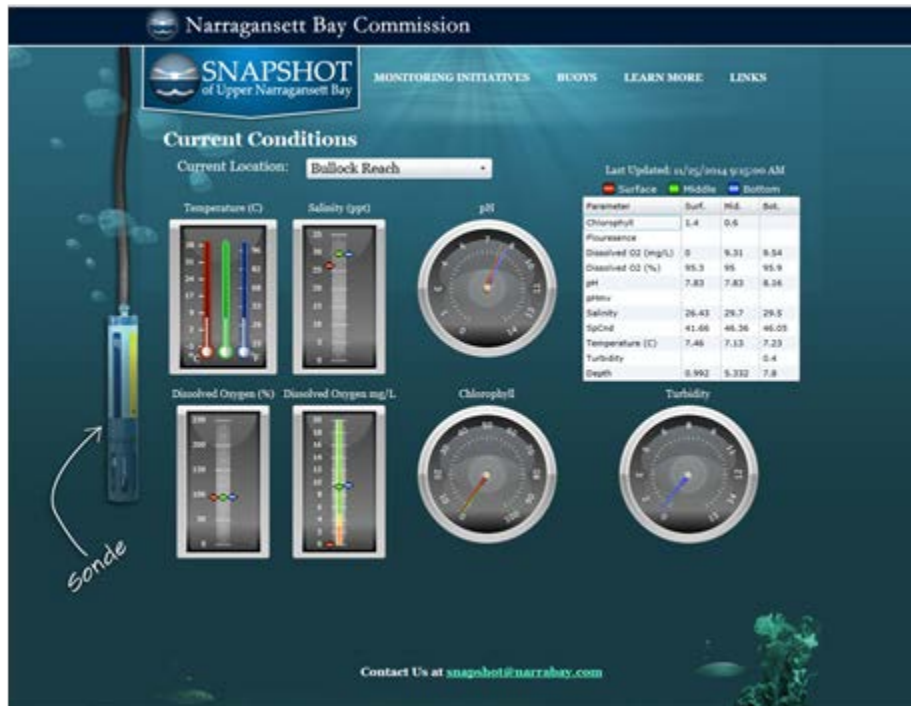 Narragansett Bay Commission
SNAPSHOT
of Upper Narragansett Bay
MONITORING INITIATIVES BUOYS LEARN MORE LINKS
Current Conditions
Current Location: Bullock Reach
Last Updated: 11/25/2014 9:15:00 AM
Surface Middle Bottom
Parameter Surf. Mid. Bot.
Chlorophyll 1.4 0.6
Flouresence
Dissolved O2 (mg/L) 0 9.31 9.54
Dissolved O2 (%) 95.3 95 95.9
pH 7.83 7.83 8.16
pHmv
Salinity 26.43 29.7 29.5
SpCnd 41.66 46.36 46.05
Temperature (C) 7.46 7.13 7.23
Turbidity 0.4
Depth 0.992 5.332 7.8
Temperature (C) Salinity (ppt) pH
°C °F
Dissolved Oxygen (%) Dissolved Oxygen mg/L Chlorophyll Turbidity
Sonde
Contact Us at snapshot@narrabay.com